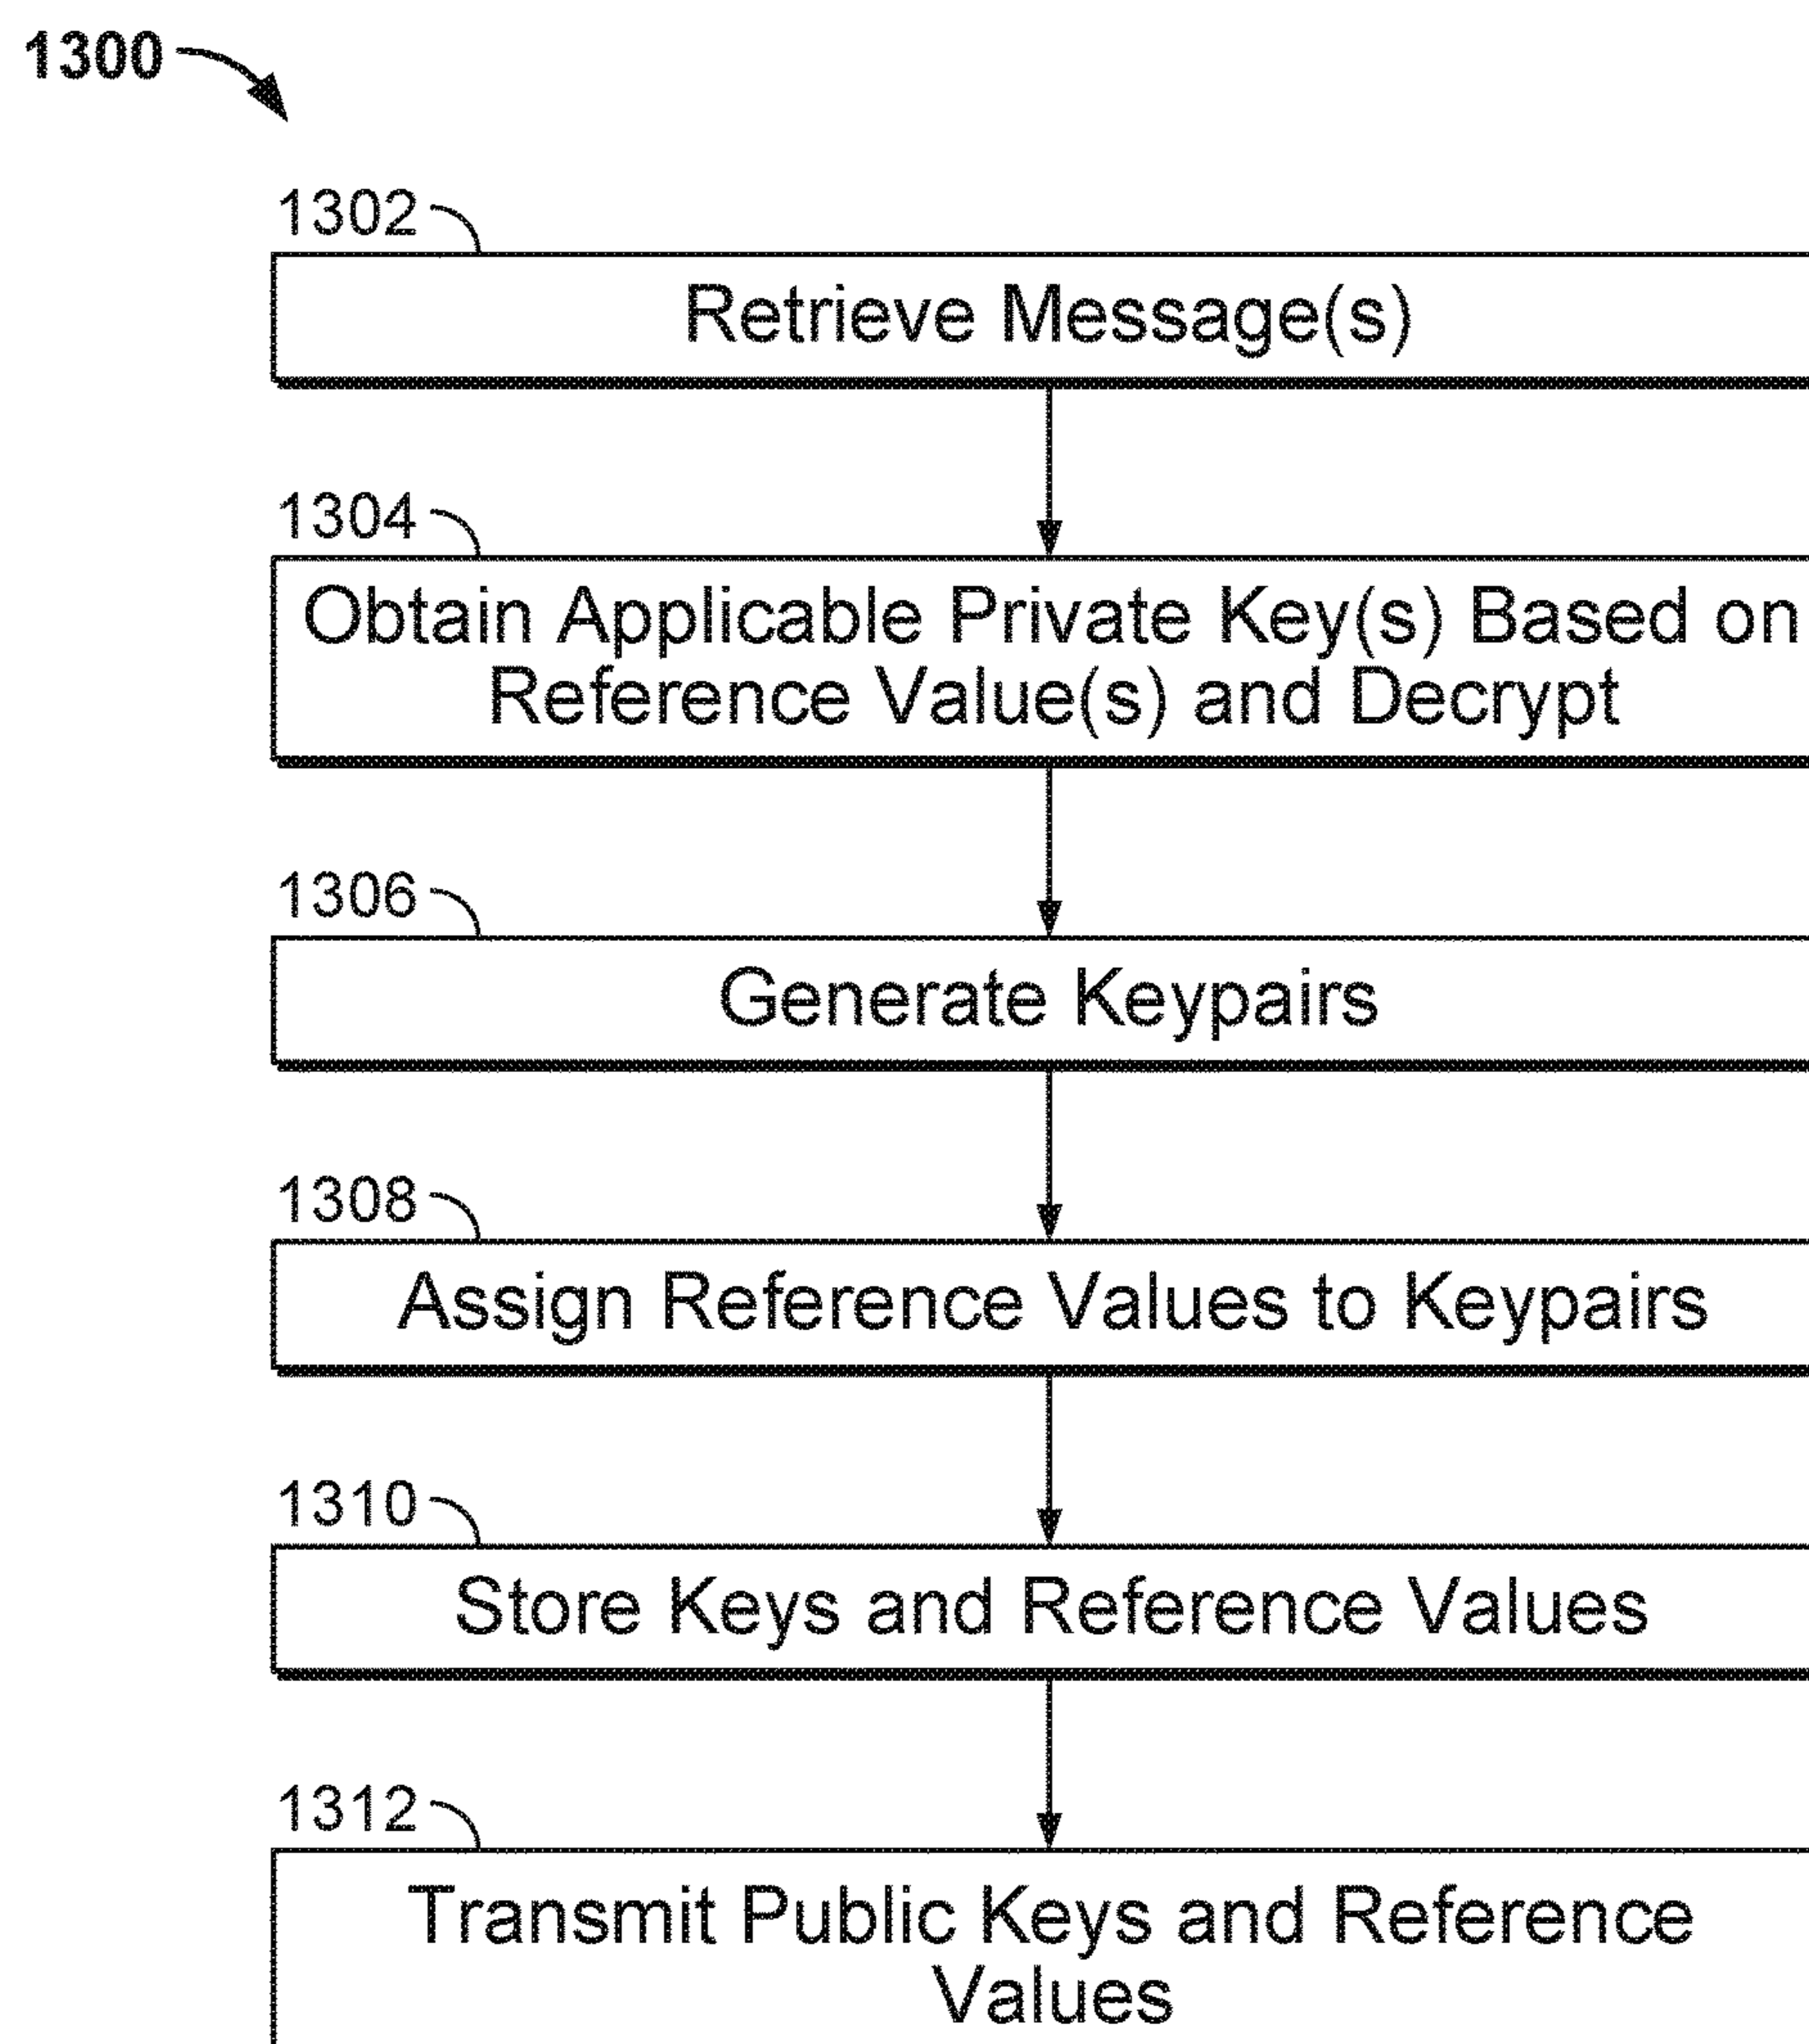 1300
1302
Retrieve Message(s)
1304
Obtain Applicable Private Key(s) Based on
Reference Value(s) and Decrypt
1306
Generate Keypairs
1308
Assign Reference Values to Keypairs
1310
Store Keys and Reference Values
1312
Transmit Public Keys and Reference
Values